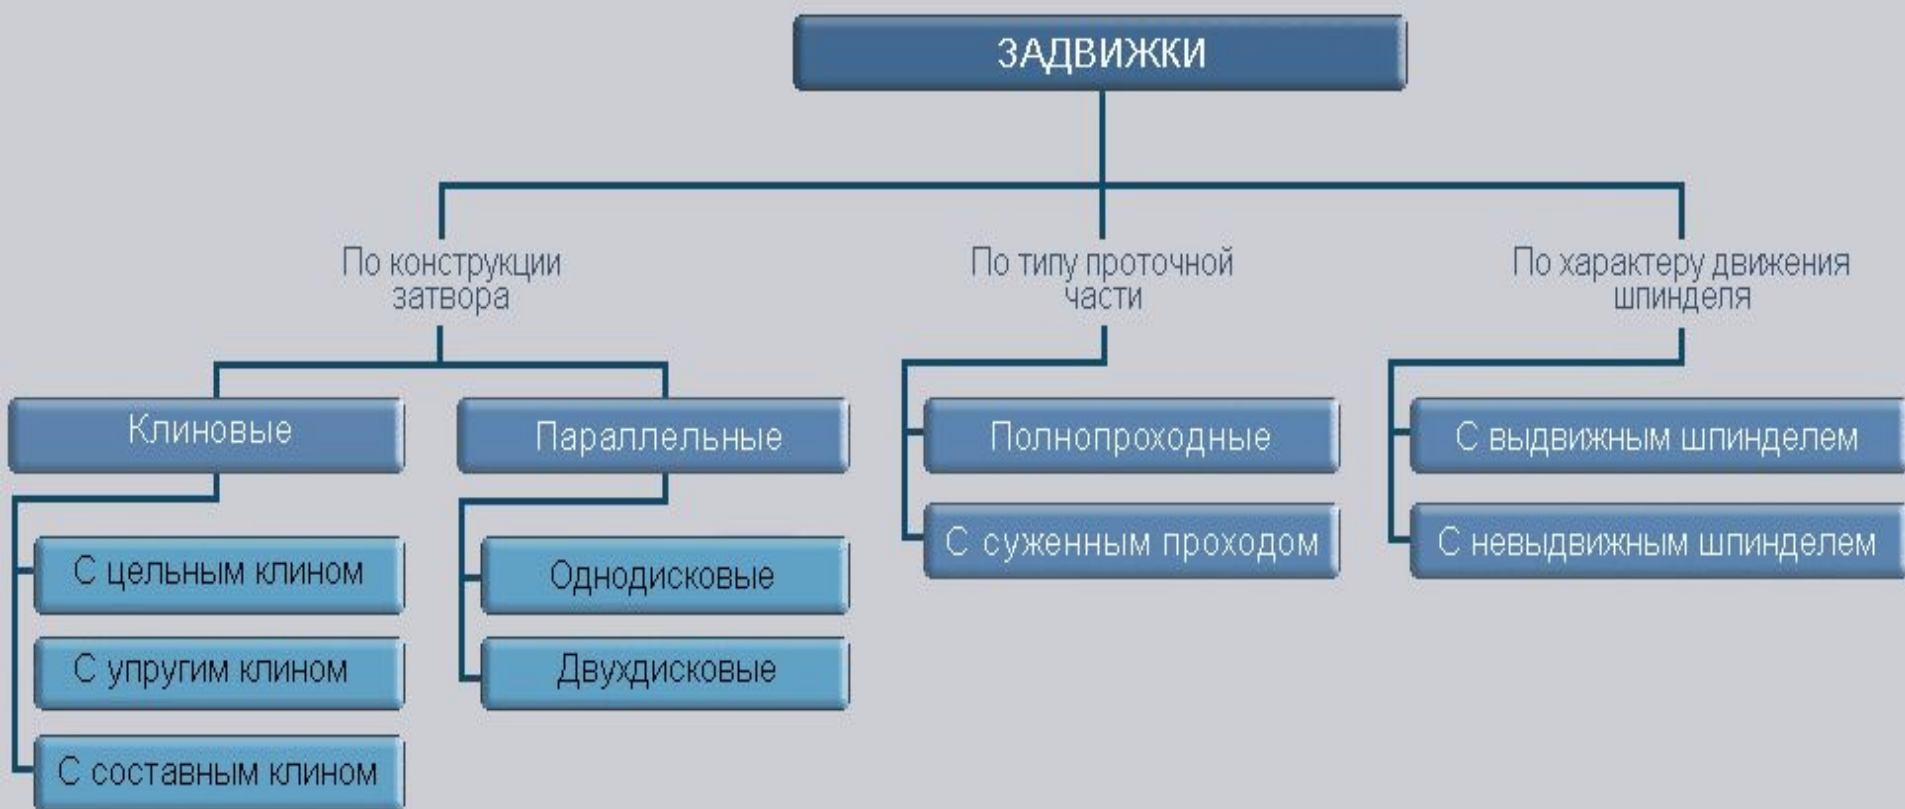 ЗАДВИЖКИ
По конструкции
затвора
По типу проточной
части
По характеру движения
шпинделя
Клиновые
Параллельные
Полнопроходные
С выдвижным шпинделем
С суженным проходом
С невыдвижным шпинделем
С цельным клином
Однодисковые
С упругим клином
Двухдисковые
С составным клином